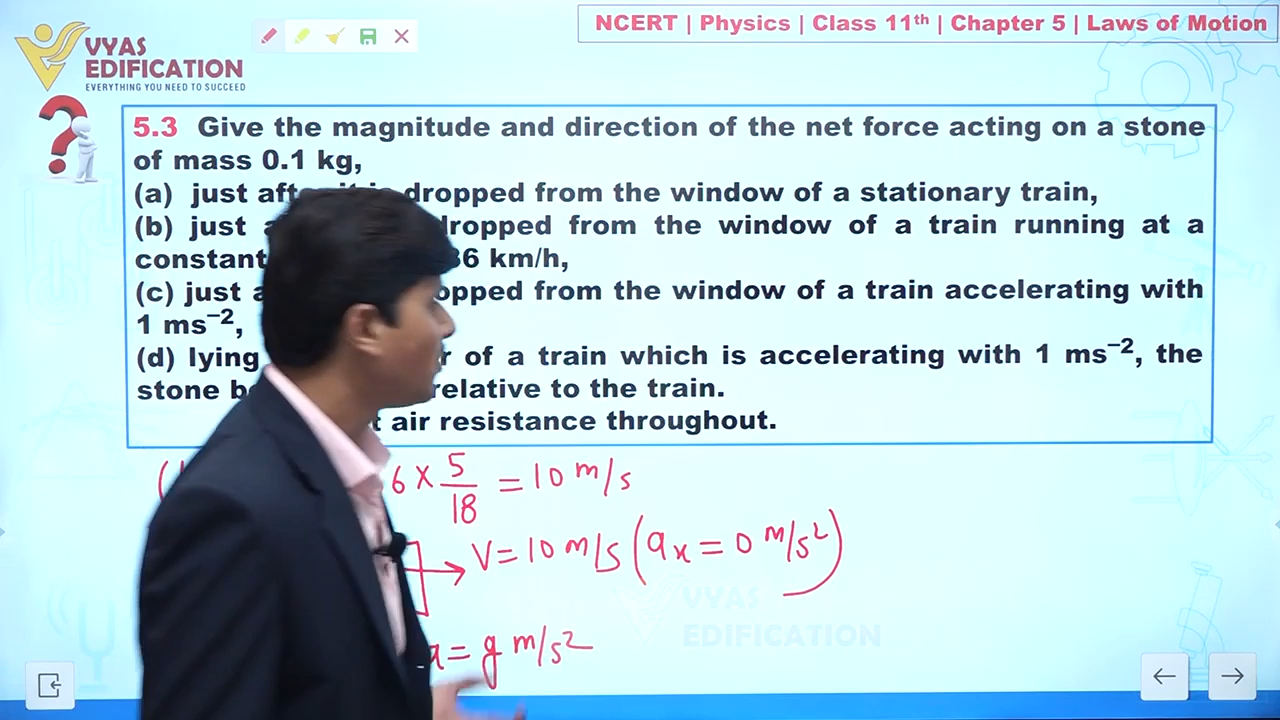 NCERT | Physics | Class 11th | Chapter 5 | Laws of Motion
VYAS
EDIFICATION
EVERYTHING YOU NEED TO SUCCEED
5.3 Give the magnitude and direction of the net force acting on a stone
of mass 0.1 kg,
(a) just dropped from the window of a stationary train,
(b) just from the window of a train running at a
constant km/h,
(c) just from the window of a train accelerating with
1 ms⁻²,
(d) lying of a train which is accelerating with 1 ms⁻², the
stone relative to the train.
air resistance throughout.
6 × 5/18 = 10 m/s
V = 10 m/s (ax = 0 m/s²)
= g m/s²
VYAS
EDIFICATION